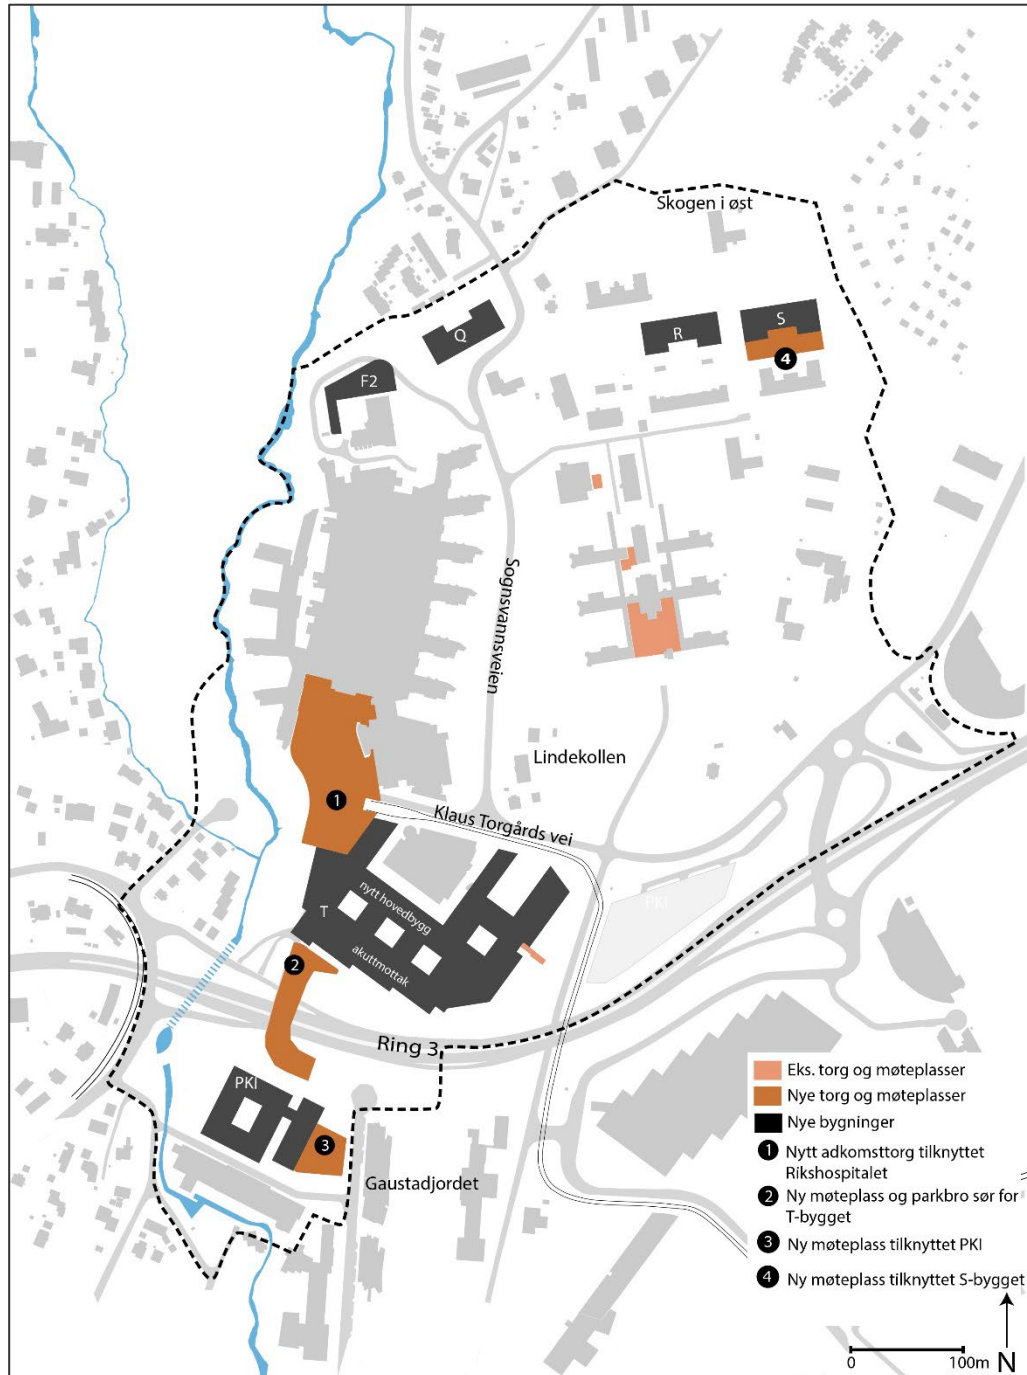 Skogen i øst
S
R
Q
4
F2
Sognsvannsveien
Lindekollen
1
Klaus Torgårds vei
nytt hovedbygg
T
akuttmottak
PKI
2
Ring 3
PKI
3
Gaustadjordet
Eks. torg og møteplasser
Nye torg og møteplasser
Nye bygninger
1 Nytt adkomsttorg tilknyttet
Rikshospitalet
2 Ny møteplass og parkbro sør for
T-bygget
3 Ny møteplass tilknyttet PKI
4 Ny møteplass tilknyttet S-bygget
0 100m N